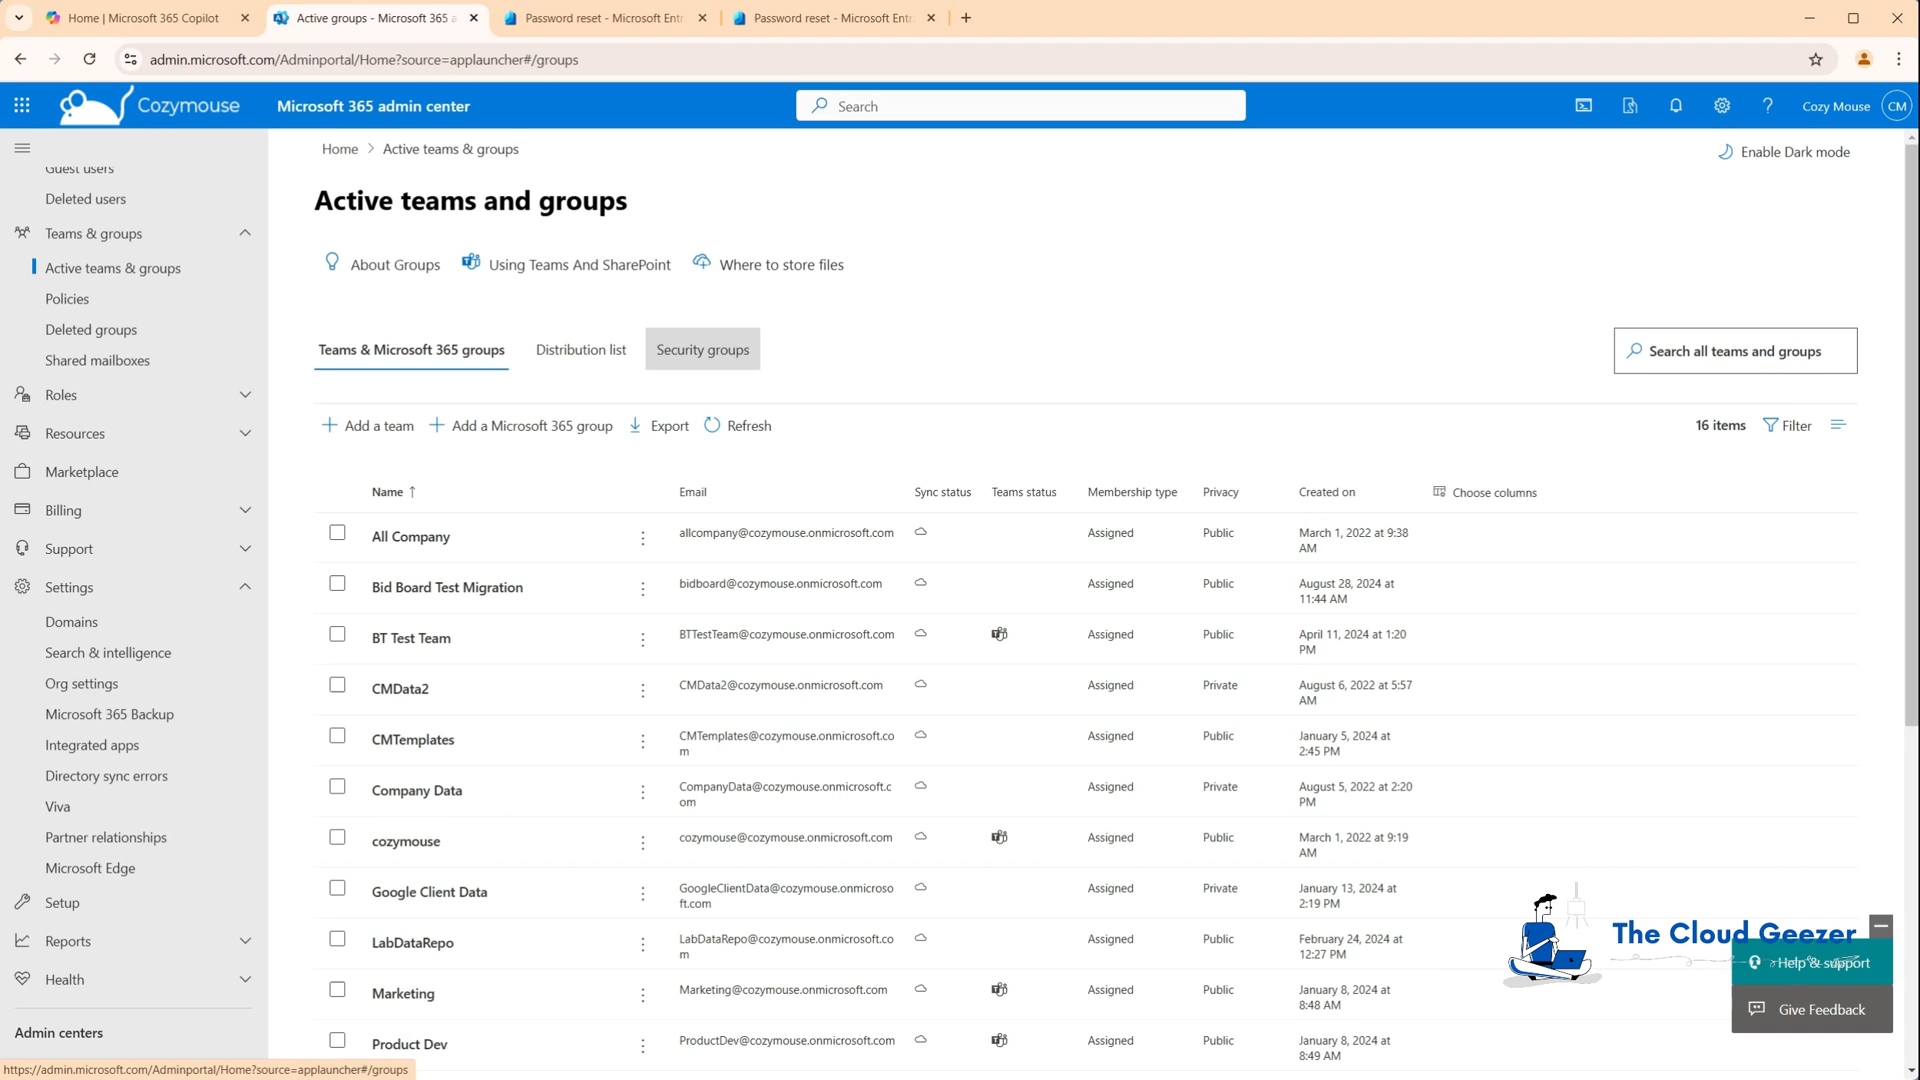 Home | Microsoft 365 Copilot
Active groups - Microsoft 365 a
Password reset - Microsoft Entr
Password reset - Microsoft Entr
admin.microsoft.com/Adminportal/Home?source=applauncher#/groups
Cozymouse
Microsoft 365 admin center
Search
Cozy Mouse
CM
Guest users
Deleted users
Teams & groups
Active teams & groups
Policies
Deleted groups
Shared mailboxes
Roles
Resources
Marketplace
Billing
Support
Settings
Domains
Search & intelligence
Org settings
Microsoft 365 Backup
Integrated apps
Directory sync errors
Viva
Partner relationships
Microsoft Edge
Setup
Reports
Health
Admin centers
Home > Active teams & groups
Enable Dark mode
Active teams and groups
About Groups
Using Teams And SharePoint
Where to store files
Teams & Microsoft 365 groups
Distribution list
Security groups
Search all teams and groups
Add a team
Add a Microsoft 365 group
Export
Refresh
16 items
Filter
Name ↑ Email Sync status Teams status Membership type Privacy Created on Choose columns
All Company allcompany@cozymouse.onmicrosoft.com Assigned Public March 1, 2022 at 9:38
AM
Bid Board Test Migration bidboard@cozymouse.onmicrosoft.com Assigned Public August 28, 2024 at
11:44 AM
BT Test Team BTTestTeam@cozymouse.onmicrosoft.com Assigned Public April 11, 2024 at 1:20
PM
CMData2 CMData2@cozymouse.onmicrosoft.com Assigned Private August 6, 2022 at 5:57
AM
CMTemplates CMTemplates@cozymouse.onmicrosoft.co Assigned Public January 5, 2024 at
m 2:45 PM
Company Data CompanyData@cozymouse.onmicrosoft.c Assigned Private August 5, 2022 at 2:20
om PM
cozymouse cozymouse@cozymouse.onmicrosoft.com Assigned Public March 1, 2022 at 9:19
AM
Google Client Data GoogleClientData@cozymouse.onmicroso Assigned Private January 13, 2024 at
ft.com 2:19 PM
LabDataRepo LabDataRepo@cozymouse.onmicrosoft.co Assigned Public February 24, 2024 at
m 12:27 PM
Marketing Marketing@cozymouse.onmicrosoft.com Assigned Public January 8, 2024 at
8:48 AM
Product Dev ProductDev@cozymouse.onmicrosoft.com Assigned Public January 8, 2024 at
8:49 AM
The Cloud Geezer
Help & support
Give Feedback
https://admin.microsoft.com/Adminportal/Home?source=applauncher#/groups